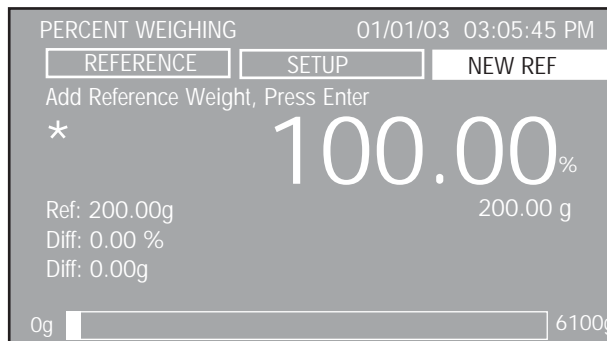 PERCENT WEIGHING 01/01/03 03:05:45 PM
REFERENCE SETUP NEW REF
Add Reference Weight, Press Enter
* 100.00%
Ref: 200.00g 200.00 g
Diff: 0.00 %
Diff: 0.00g
0g 6100g